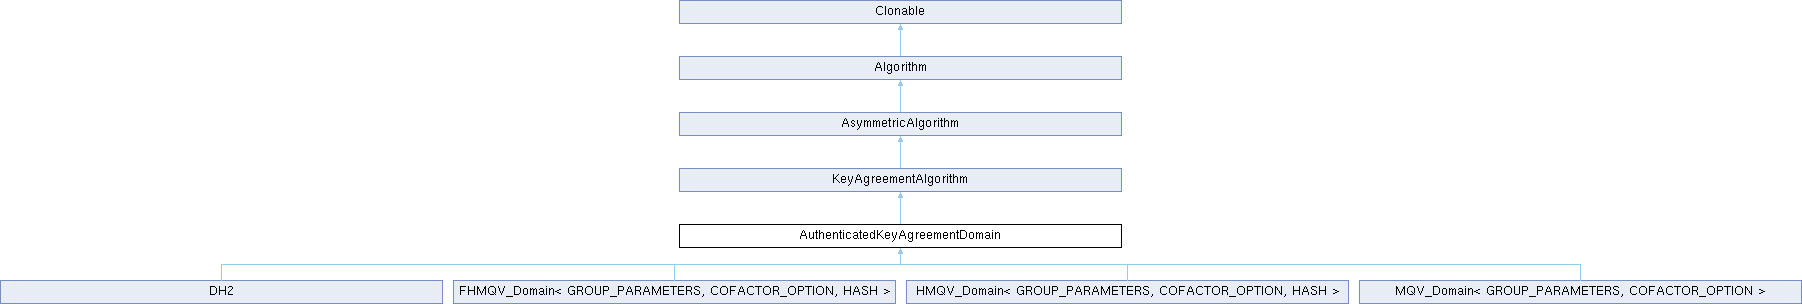 Clonable
Algorithm
AsymmetricAlgorithm
KeyAgreementAlgorithm
AuthenticatedKeyAgreementDomain
DH2
FHMQV_Domain< GROUP_PARAMETERS, COFACTOR_OPTION, HASH >
HMQV_Domain< GROUP_PARAMETERS, COFACTOR_OPTION, HASH >
MQV_Domain< GROUP_PARAMETERS, COFACTOR_OPTION >